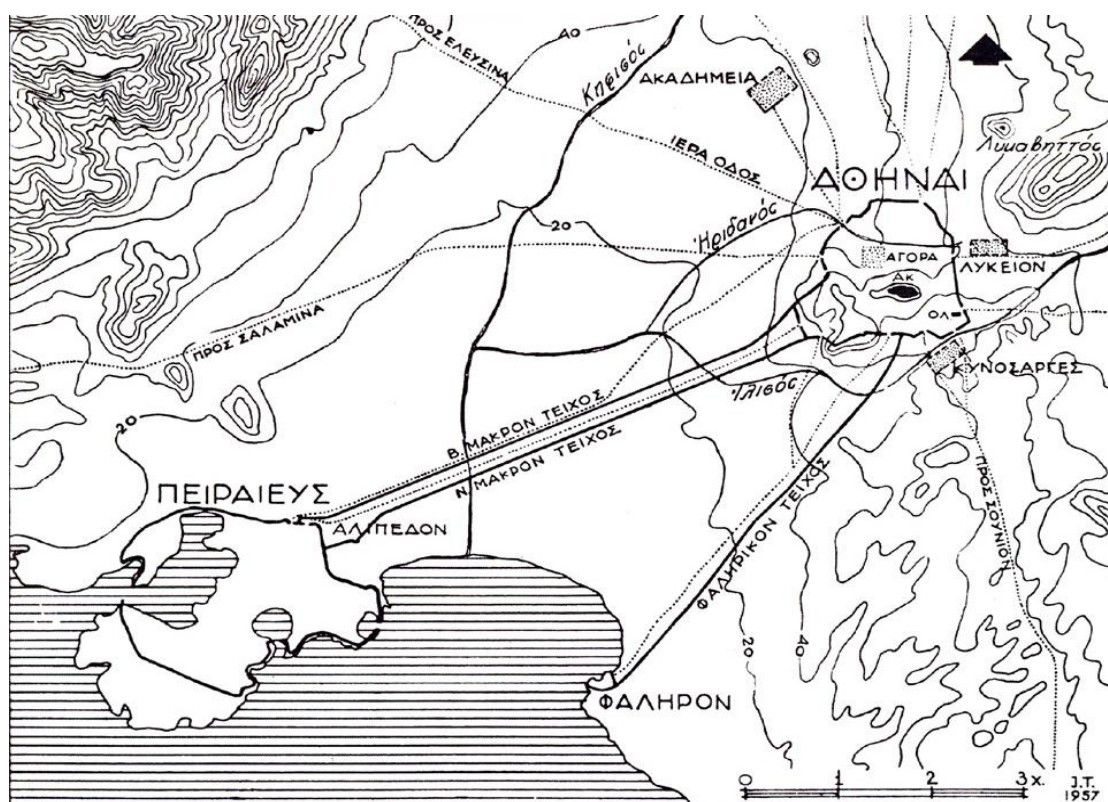 ΠΡΟΣ ΕΛΕΥΣΙΝΑ
40
Κηφισός
ΑΚΑΔΗΜΕΙΑ
Λυκαβηττός
ΙΕΡΑ ΟΔΟΣ
ΑΘΗΝΑΙ
Ἠριδανός
20
ΑΓΟΡΑ
ΛΥΚΕΙΟΝ
Ακ
ΟΛ
ΠΡΟΣ ΣΑΛΑΜΙΝΑ
ΚΥΝΟΣΑΡΓΕΣ
Ἰλισός
20
Β. ΜΑΚΡΟΝ ΤΕΙΧΟΣ
Ν. ΜΑΚΡΟΝ ΤΕΙΧΟΣ
ΠΕΙΡΑΙΕΥΣ
ΑΛΙΠΕΔΟΝ
ΦΑΛΗΡΙΚΟΝ ΤΕΙΧΟΣ
ΠΡΟΣ ΣΟΥΝΙΟΝ
20
40
ΦΑΛΗΡΟΝ
0 1 2 3 Χ.
J.T.
1957